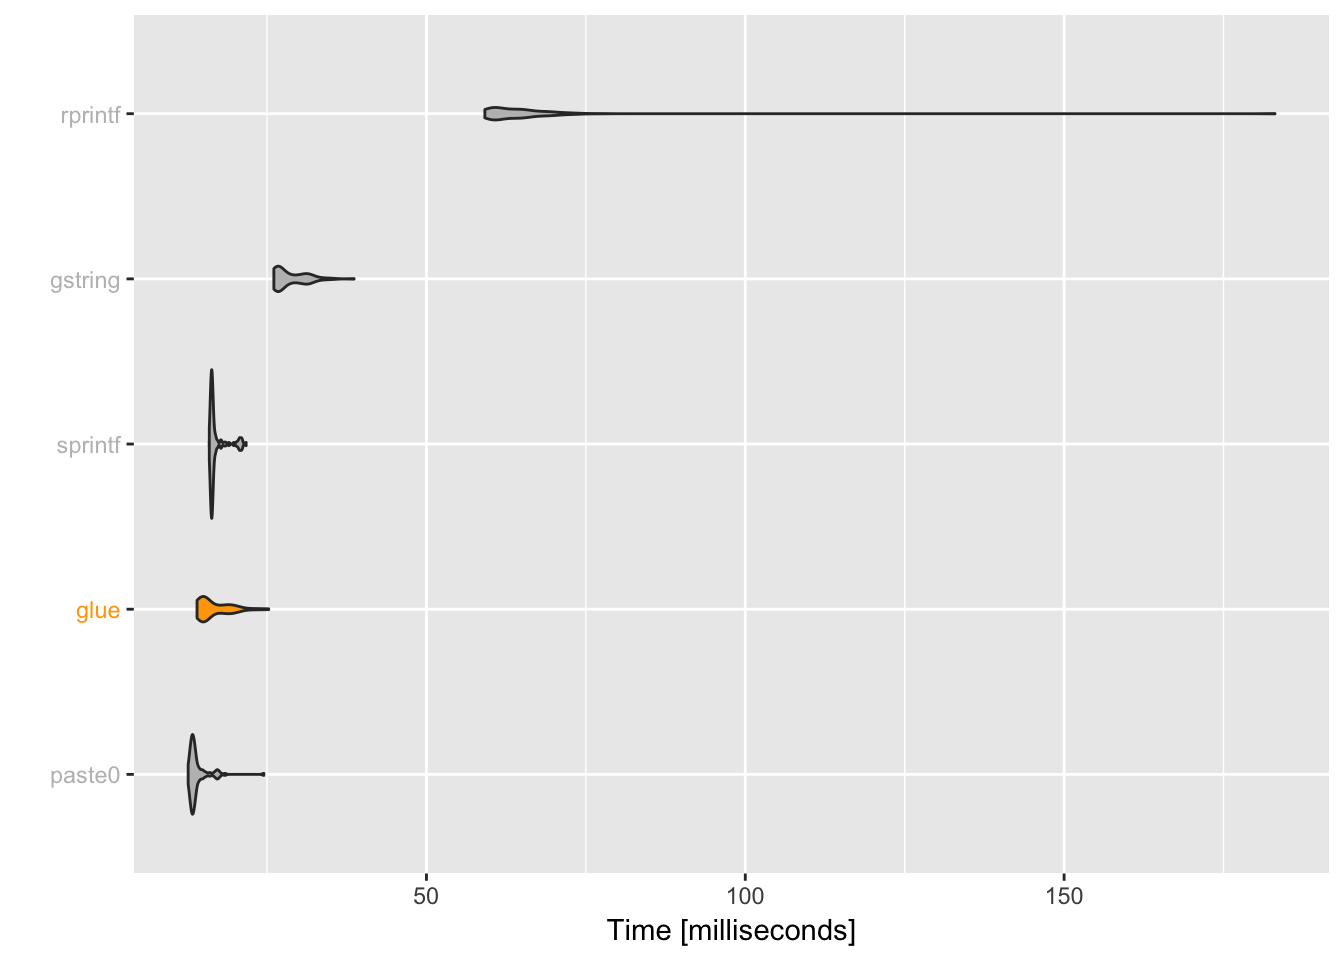 rprintf
gstring
sprintf
glue
paste0
50 100 150
Time [milliseconds]